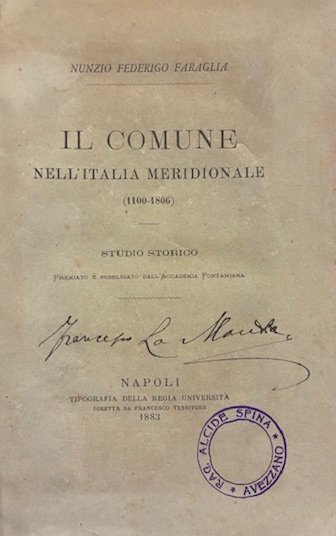 NUNZIO FEDERIGO FARAGLIA
IL COMUNE
NELL'ITALIA MERIDIONALE
(1100-1806)
STUDIO STORICO
PREMIATO E PUBBLICATO DALL'ACCADEMIA PONTANIANA
Francesco La
NAPOLI
TIPOGRAFIA DELLA REGIA UNIVERSITÀ
DIRETTA DA FRANCESCO TESSITORE
1883
RAG. ALCIDE SPINA * AVEZZANO *